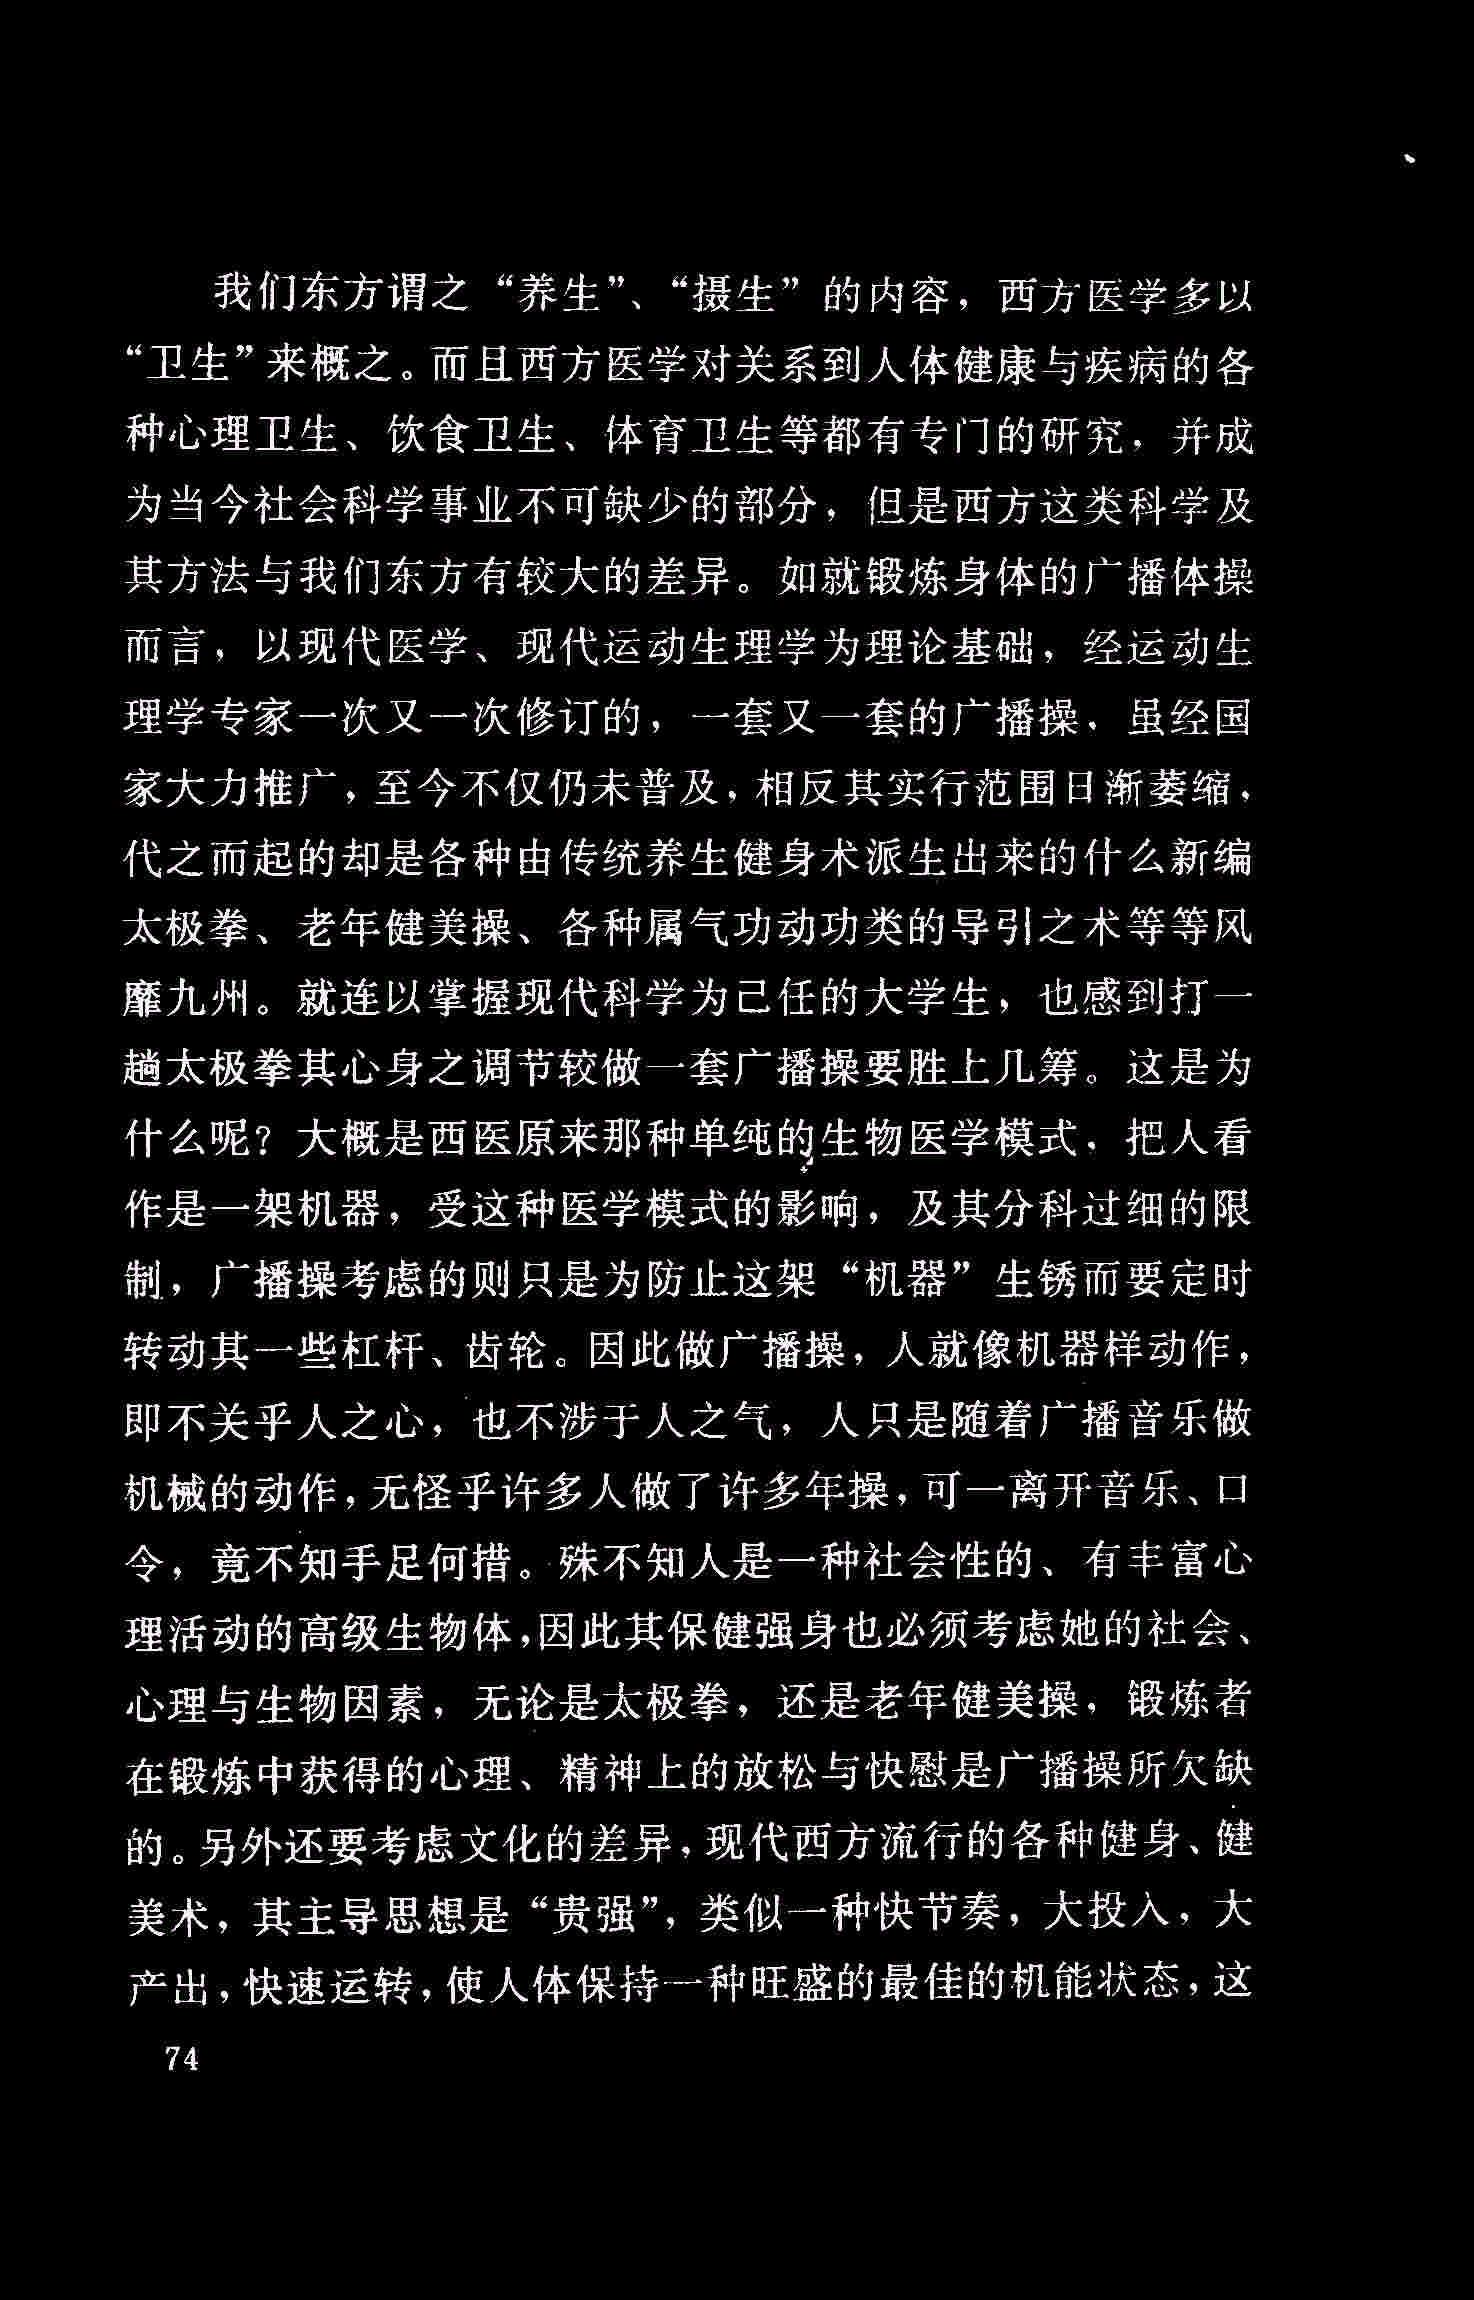 我们东方谓之“养生”、“摄生”的内容，西方医学多以
“卫生”来概之。而且西方医学对关系到人体健康与疾病的各
种心理卫生、饮食卫生、体育卫生等都有专门的研究，并成
为当今社会科学事业不可缺少的部分，但是西方这类科学及
其方法与我们东方有较大的差异。如就锻炼身体的广播体操
而言，以现代医学、现代运动生理学为理论基础，经运动生
理学专家一次又一次修订的，一套又一套的广播操，虽经国
家大力推广，至今不仅仍未普及，相反其实行范围日渐萎缩，
代之而起的却是各种由传统养生健身术派生出来的什么新编
太极拳、老年健美操、各种属气功动功类的导引之术等等风
靡九州。就连以掌握现代科学为己任的大学生，也感到打一
趟太极拳其心身之调节较做一套广播操要胜上几筹。这是为
什么呢？大概是西医原来那种单纯的生物医学模式，把人看
作是一架机器，受这种医学模式的影响，及其分科过细的限
制，广播操考虑的则只是为防止这架“机器”生锈而要定时
转动其一些杠杆、齿轮。因此做广播操，人就像机器样动作，
即不关乎人之心，也不涉于人之气，人只是随着广播音乐做
机械的动作，无怪乎许多人做了许多年操，可一离开音乐、口
令，竟不知手足何措。殊不知人是一种社会性的、有丰富心
理活动的高级生物体，因此其保健强身也必须考虑她的社会、
心理与生物因素，无论是太极拳，还是老年健美操，锻炼者
在锻炼中获得的心理、精神上的放松与快慰是广播操所欠缺
的。另外还要考虑文化的差异，现代西方流行的各种健身、健
美术，其主导思想是“贵强”，类似一种快节奏，大投入，大
产出，快速运转，使人体保持一种旺盛的最佳的机能状态，这
74